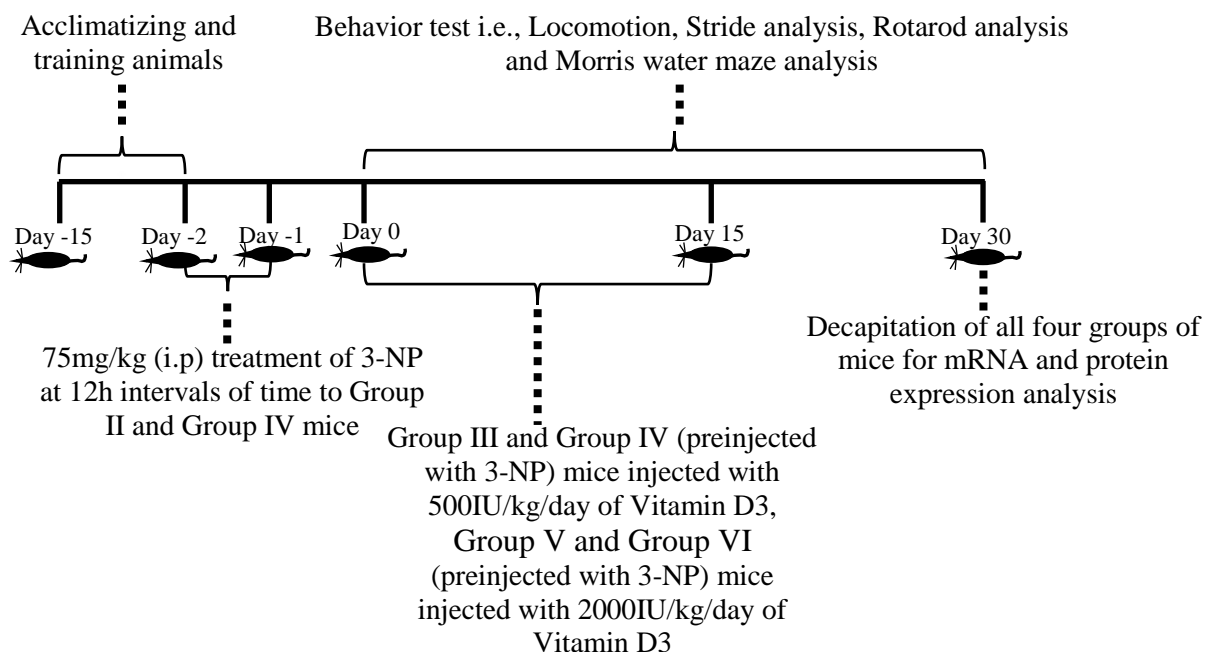 Acclimatizing and
training animals
Behavior test i.e., Locomotion, Stride analysis, Rotarod analysis
and Morris water maze analysis
Day -15
Day -2
Day -1
Day 0
Day 15
Day 30
75mg/kg (i.p) treatment of 3-NP
at 12h intervals of time to Group
II and Group IV mice
Group III and Group IV (preinjected
with 3-NP) mice injected with
500IU/kg/day of Vitamin D3,
Group V and Group VI
(preinjected with 3-NP) mice
injected with 2000IU/kg/day of
Vitamin D3
Decapitation of all four groups of
mice for mRNA and protein
expression analysis